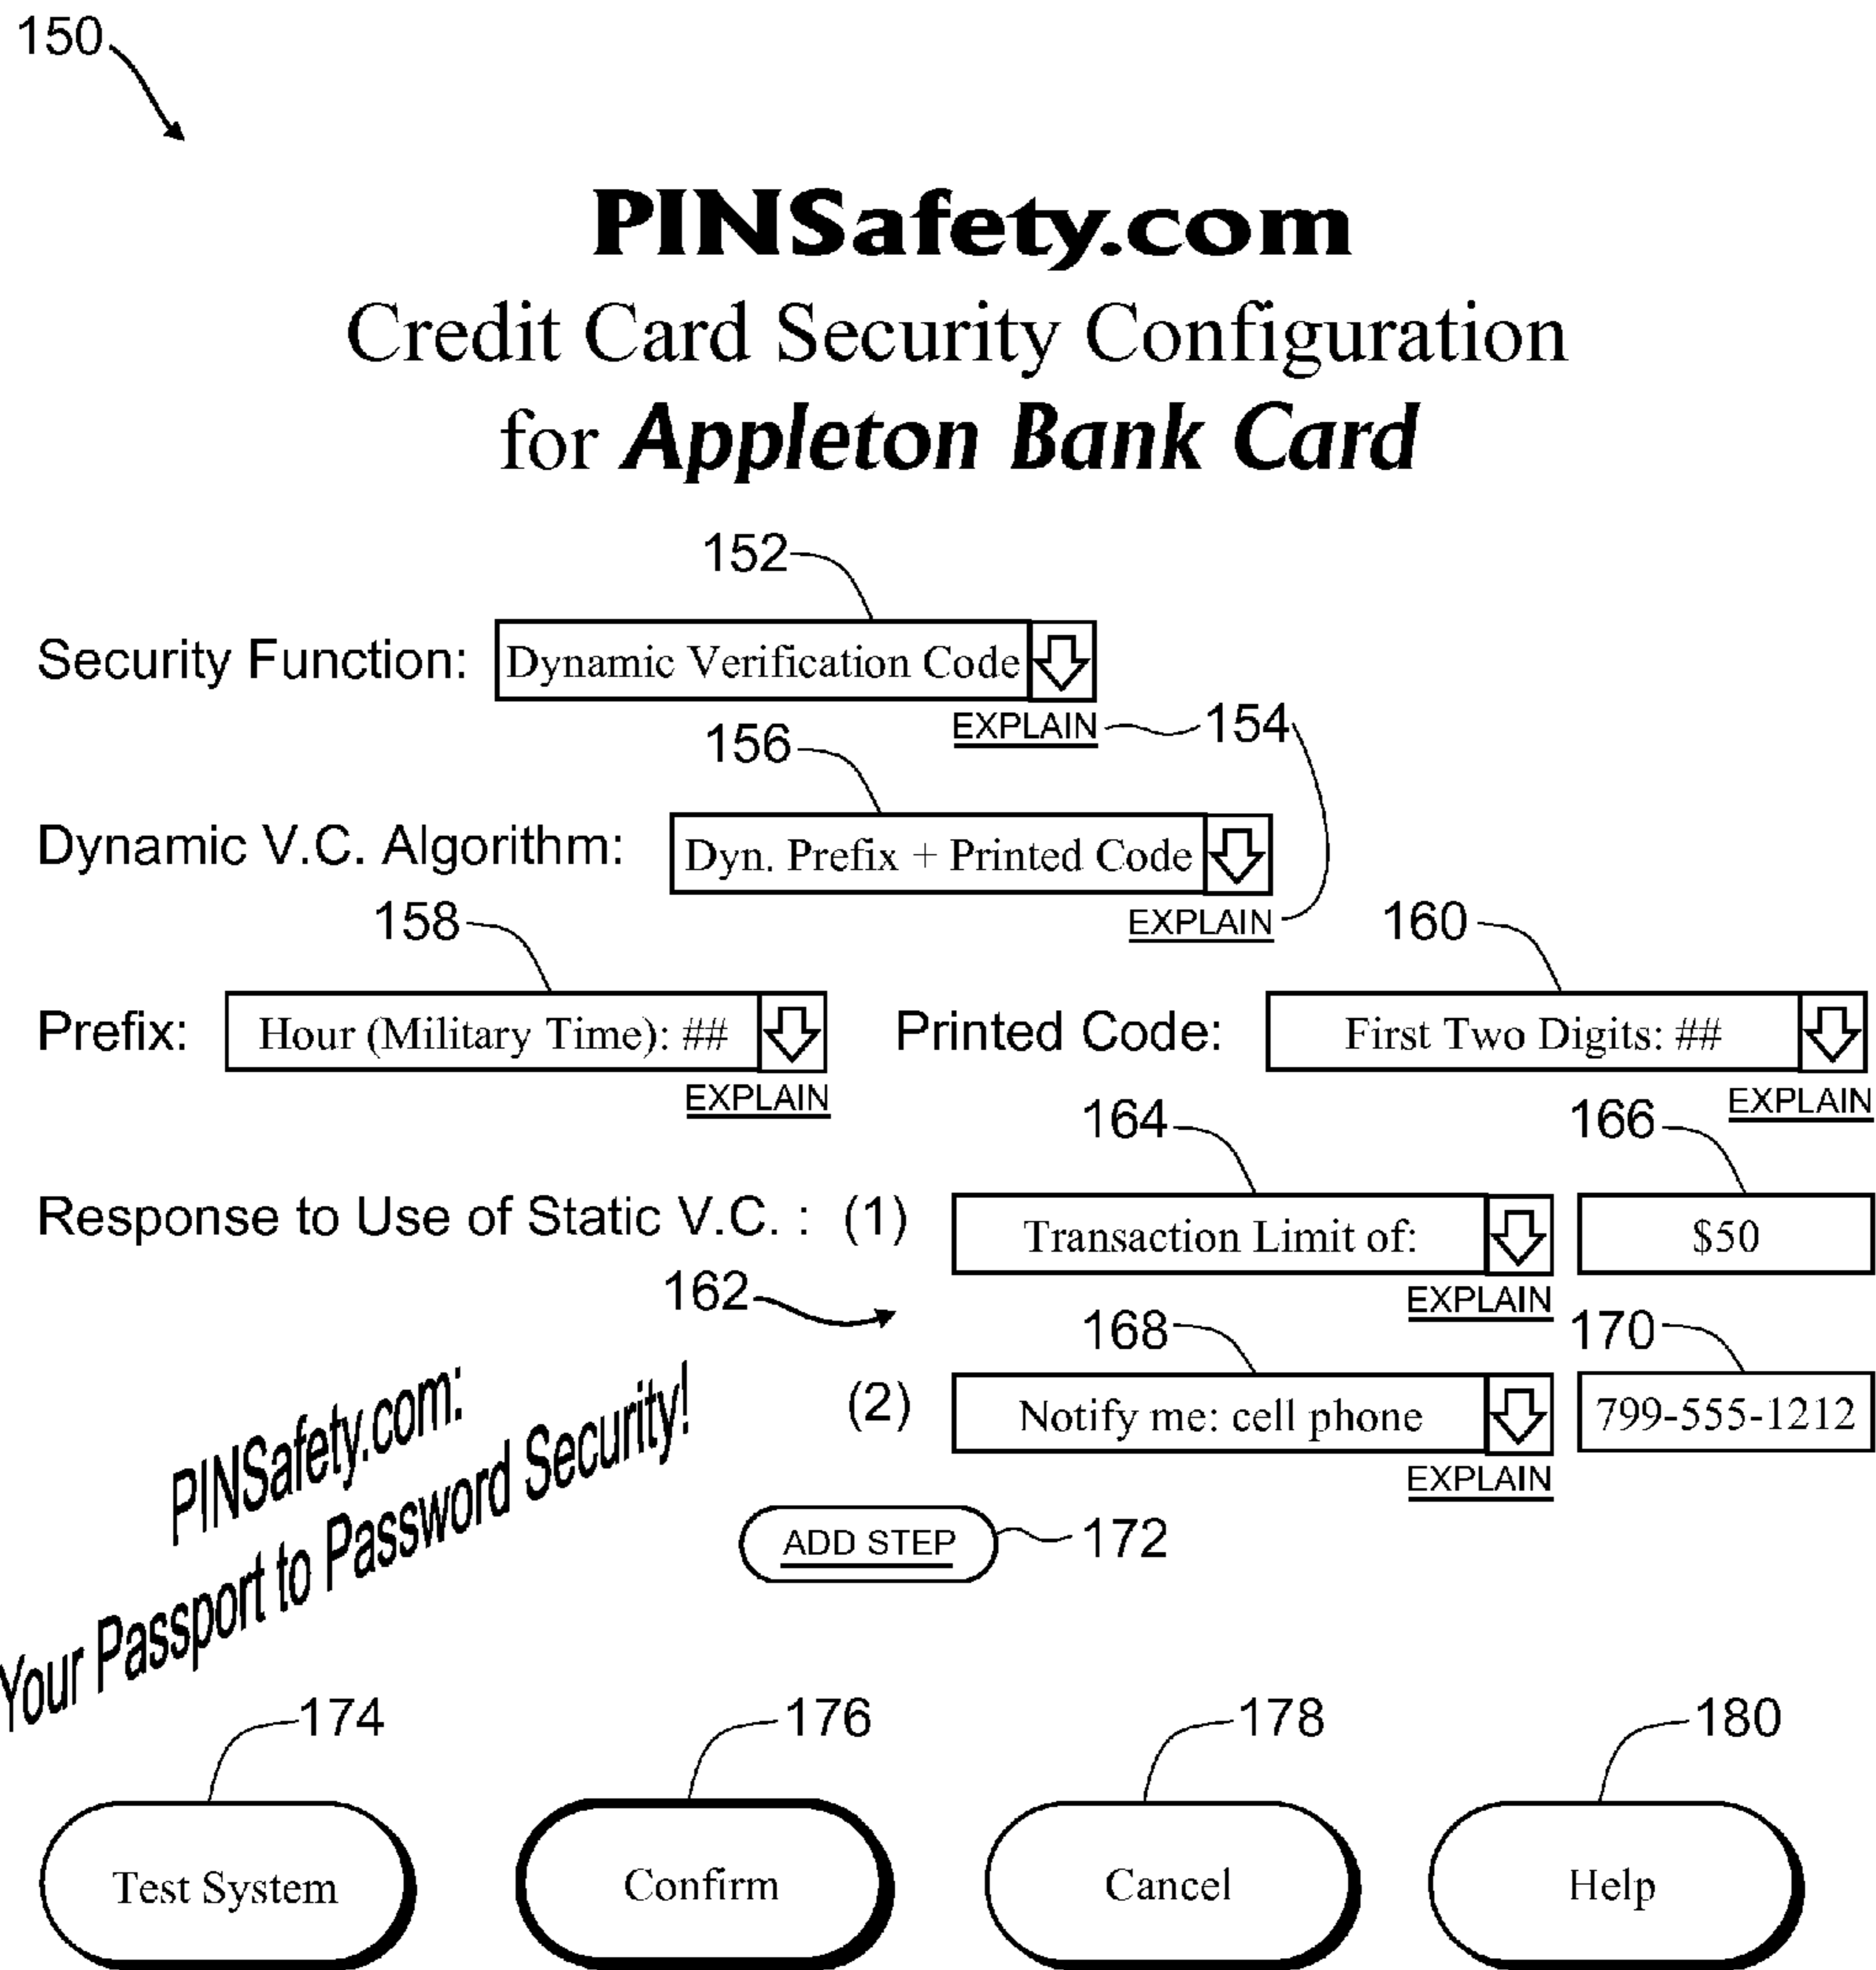 150
PINSafety.com
Credit Card Security Configuration
for Appleton Bank Card
152
Security Function: Dynamic Verification Code
EXPLAIN 154
156
Dynamic V.C. Algorithm: Dyn. Prefix + Printed Code
EXPLAIN
158 160
Prefix: Hour (Military Time): ## Printed Code: First Two Digits: ##
EXPLAIN EXPLAIN
164 166
Response to Use of Static V.C. : (1) Transaction Limit of: $50
EXPLAIN
162
168 170
(2) Notify me: cell phone 799-555-1212
EXPLAIN
PINSafety.com:
Your Passport to Password Security!
ADD STEP 172
174 176 178 180
Test System Confirm Cancel Help